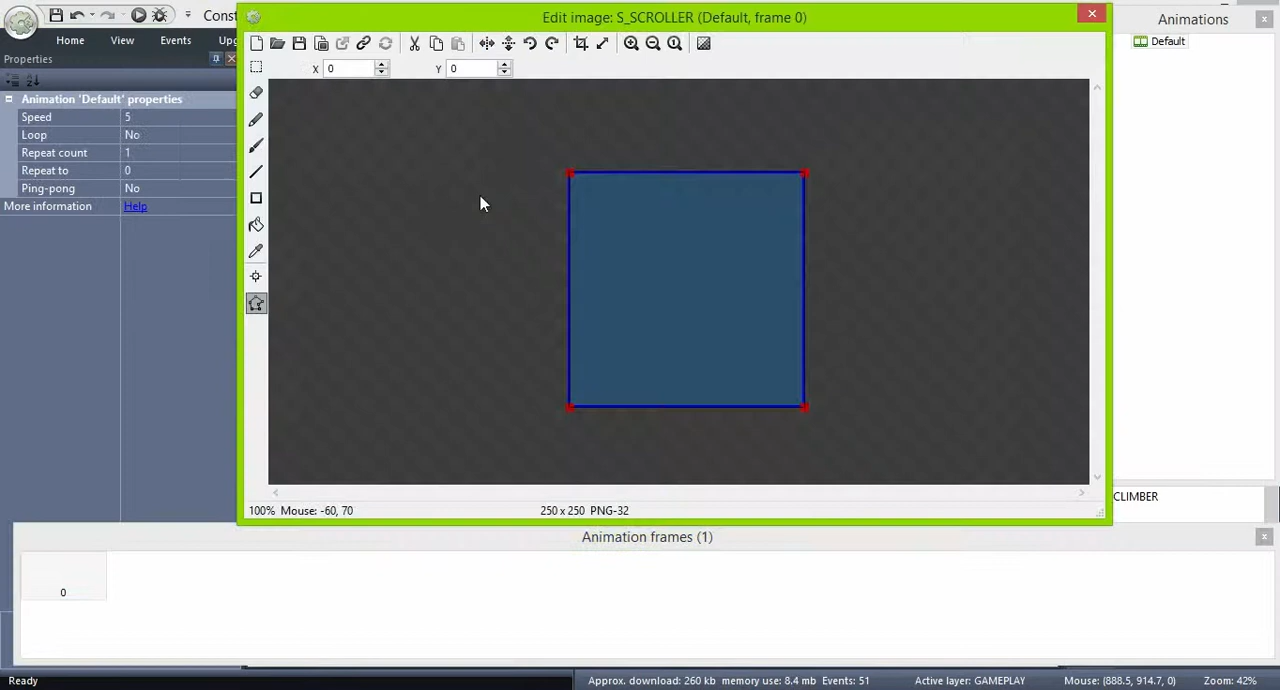 Const
Edit image: S_SCROLLER (Default, frame 0)
Animations
Home View Events Upg
Default
Properties
X 0 Y 0
Animation 'Default' properties
Speed 5
Loop No
Repeat count 1
Repeat to 0
Ping-pong No
More information Help
CLIMBER
100% Mouse: -60, 70 250 x 250 PNG-32
Animation frames (1)
0
Ready Approx. download: 260 kb memory use: 8.4 mb Events: 51 Active layer: GAMEPLAY Mouse: (888.5, 914.7, 0) Zoom: 42%